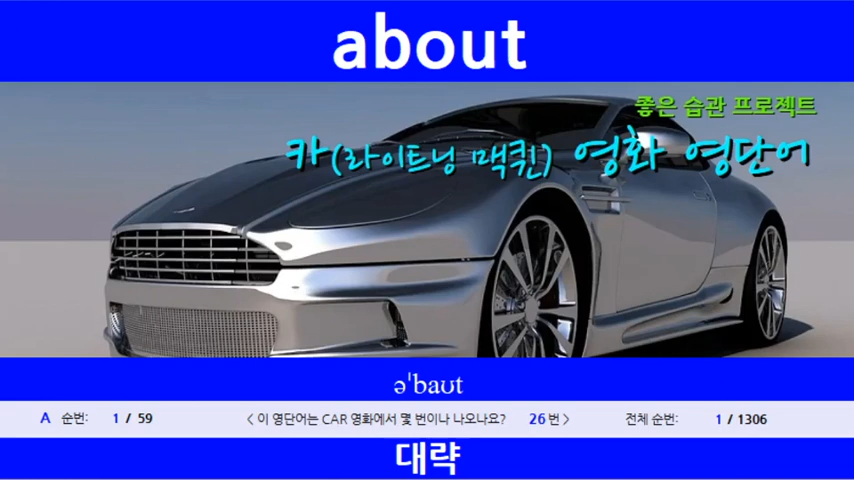 about
좋은 습관 프로젝트
카(라이트닝 맥퀸) 영화 영단어
əˈbaʊt
A 순번: 1 / 59 < 이 영단어는 CAR 영화에서 몇 번이나 나오나요? 26 번 > 전체 순번: 1 / 1306
대략